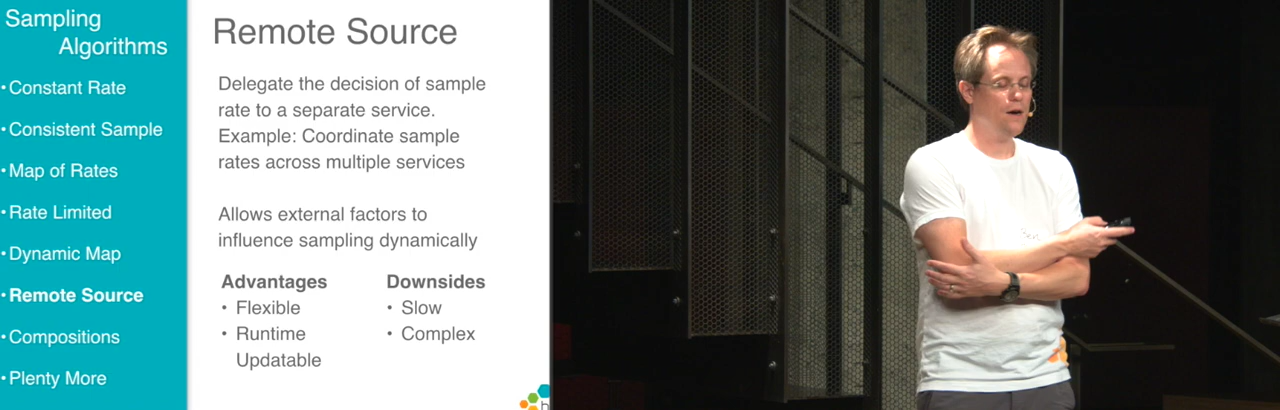 Sampling
Algorithms
•Constant Rate
•Consistent Sample
•Map of Rates
•Rate Limited
•Dynamic Map
•Remote Source
•Compositions
•Plenty More
Remote Source
Delegate the decision of sample
rate to a separate service.
Example: Coordinate sample
rates across multiple services
Allows external factors to
influence sampling dynamically
Advantages
• Flexible
• Runtime
Updatable
Downsides
• Slow
• Complex
h